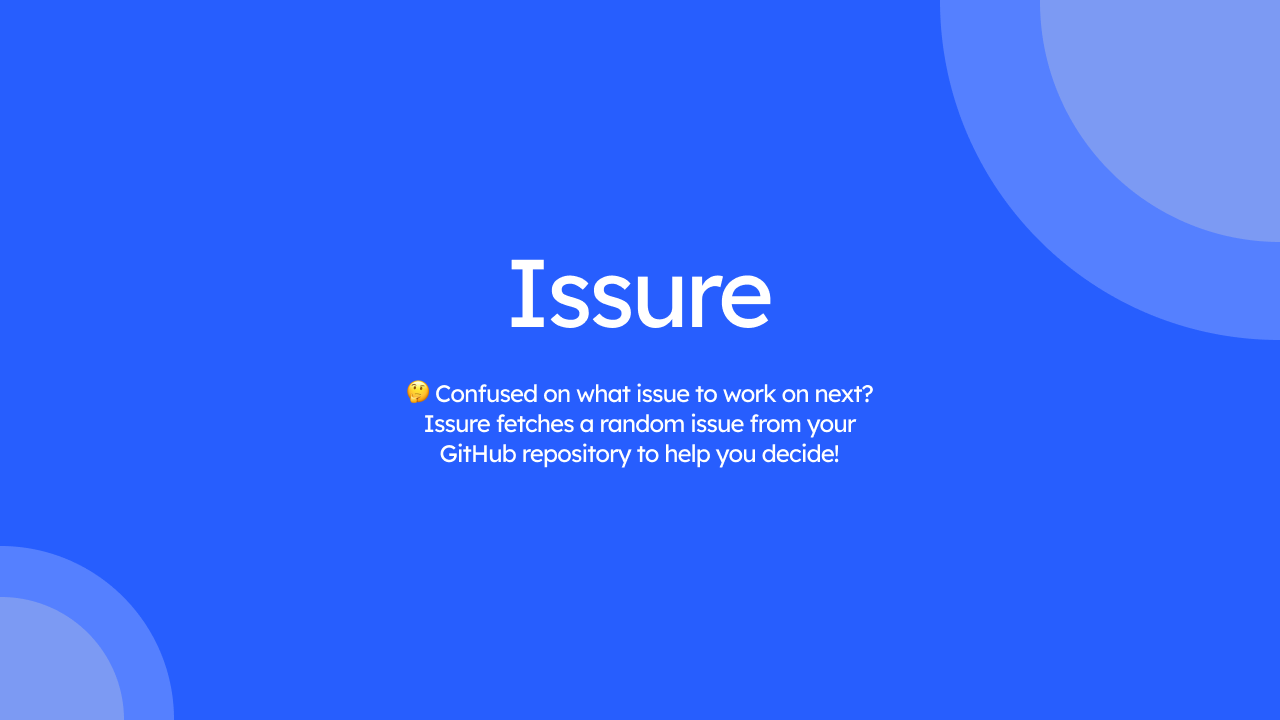 Issure
🤔 Confused on what issue to work on next?
Issure fetches a random issue from your
GitHub repository to help you decide!